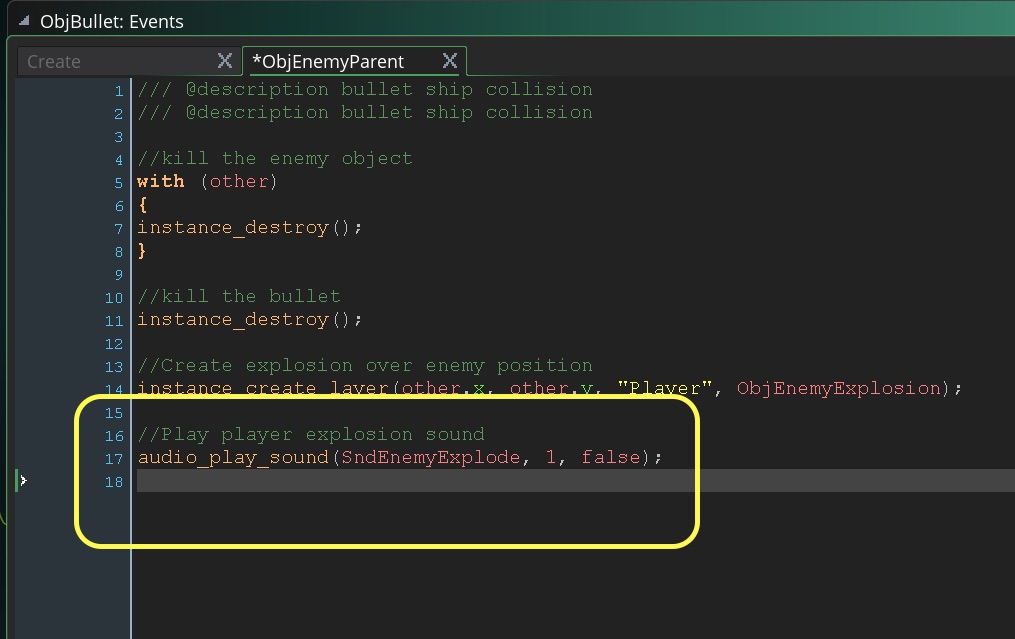 ObjBullet: Events
Create X *ObjEnemyParent X
1 /// @description bullet ship collision
2 /// @description bullet ship collision
3
4 //kill the enemy object
5 with (other)
6 {
7 instance_destroy();
8 }
9
10 //kill the bullet
11 instance_destroy();
12
13 //Create explosion over enemy position
14 instance_create_layer(other.x, other.y, "Player", ObjEnemyExplosion);
15
16 //Play player explosion sound
17 audio_play_sound(SndEnemyExplode, 1, false);
18